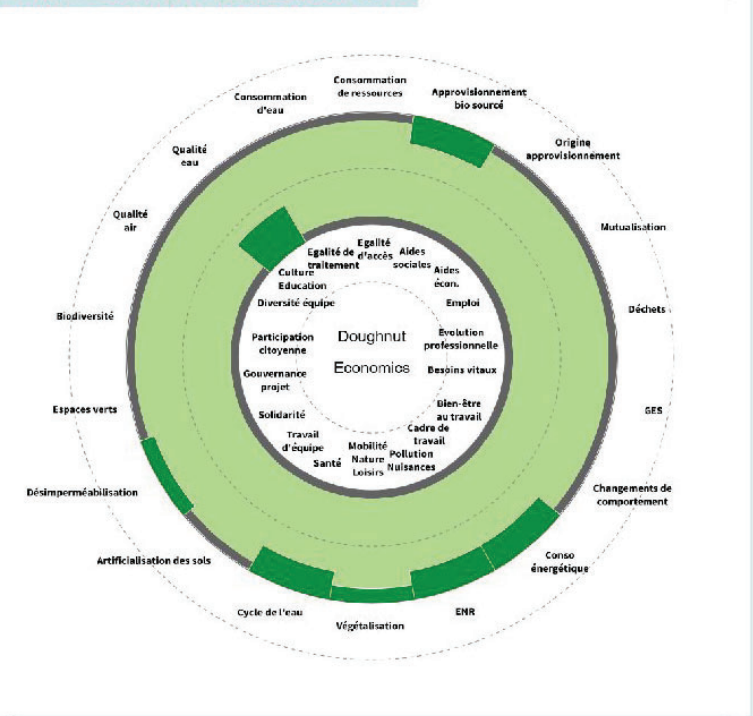 Consommation
de ressources
Approvisionnement
bio sourcé
Origine
approvisionnement
Mutualisation
Déchets
GES
Changements de
comportement
Conso
énergétique
ENR
Végétalisation
Cycle de l'eau
Artificialisation des sols
Désimperméabilisation
Espaces verts
Biodiversité
Qualité
air
Qualité
eau
Consommation
d'eau
Egalité
d'accès
Aides
sociales
Aides
écon.
Emploi
Evolution
professionnelle
Besoins vitaux
Bien-être
au travail
Cadre de
travail
Pollution
Nuisances
Mobilité
Nature
Loisirs
Santé
Travail
d'équipe
Solidarité
Gouvernance
projet
Participation
citoyenne
Diversité équipe
Culture
Education
Egalité de
traitement
Doughnut
Economics